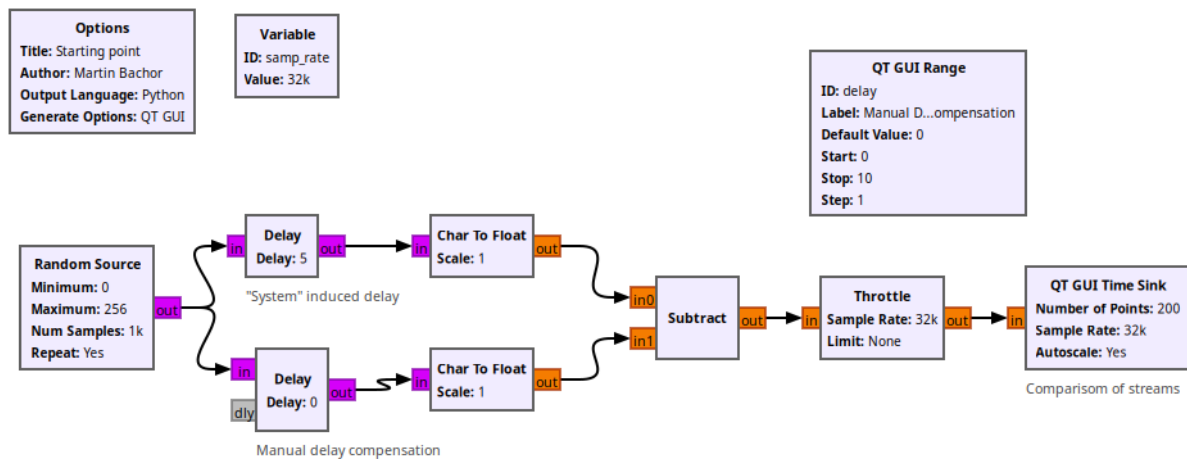 Options
Title: Starting point
Author: Martin Bachor
Output Language: Python
Generate Options: QT GUI
Variable
ID: samp_rate
Value: 32k
QT GUI Range
ID: delay
Label: Manual D...ompensation
Default Value: 0
Start: 0
Stop: 10
Step: 1
Random Source
Minimum: 0
Maximum: 256
Num Samples: 1k
Repeat: Yes
out
in
Delay
Delay: 5
out
"System" induced delay
in
Char To Float
Scale: 1
out
in
dly
Delay
Delay: 0
out
Manual delay compensation
in
Char To Float
Scale: 1
out
in0
in1
Subtract
out
in
Throttle
Sample Rate: 32k
Limit: None
out
in
QT GUI Time Sink
Number of Points: 200
Sample Rate: 32k
Autoscale: Yes
Comparisom of streams